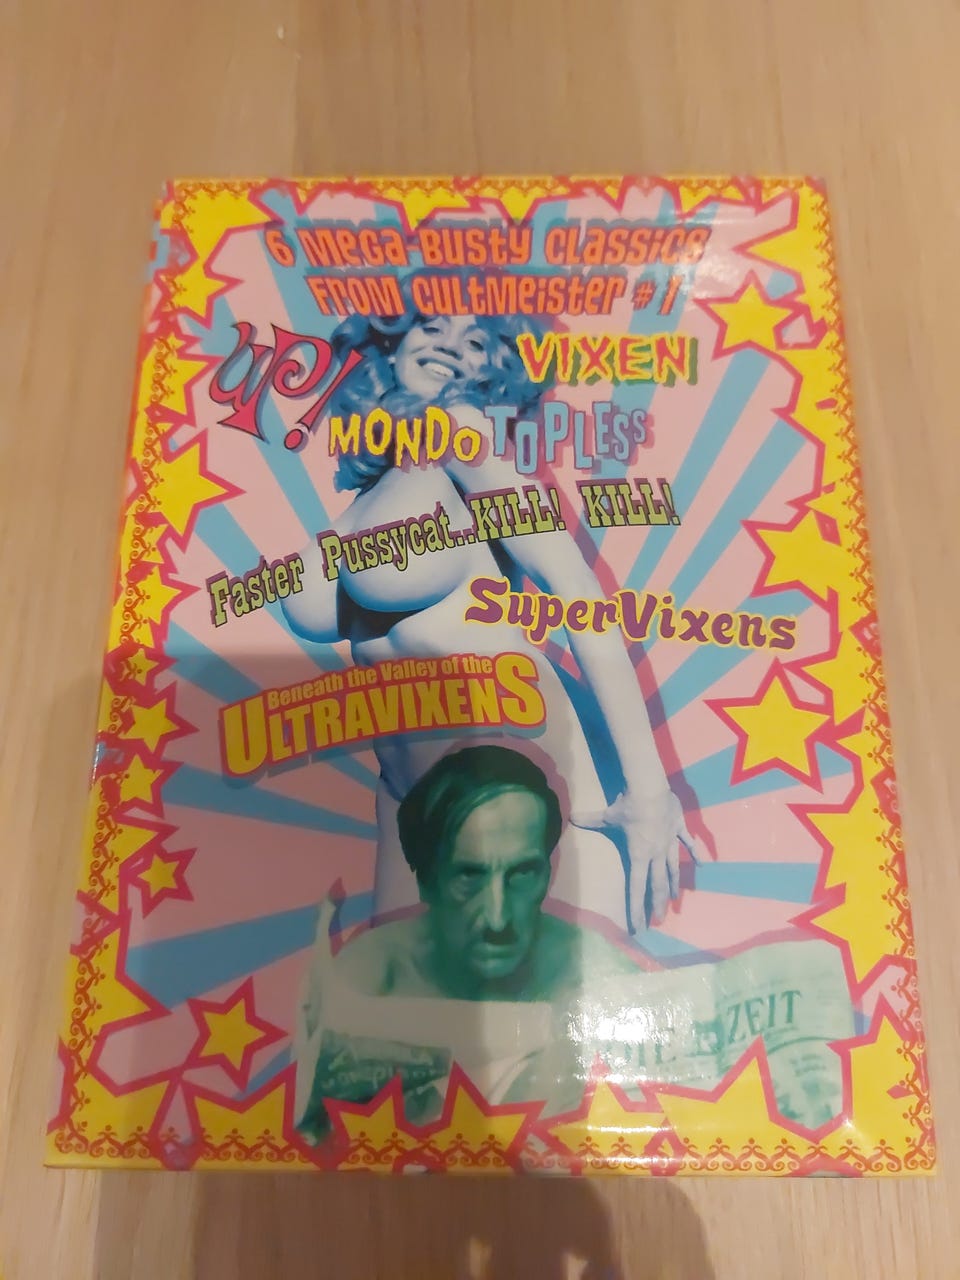 6 Mega-Busty Classics
From Cultmeister #1
UP!
VIXEN
MONDO TOPLESS
Faster Pussycat..KILL! KILL!
SuperVixens
Beneath the Valley of the
ULTRAVIXENS
DIE ZEIT